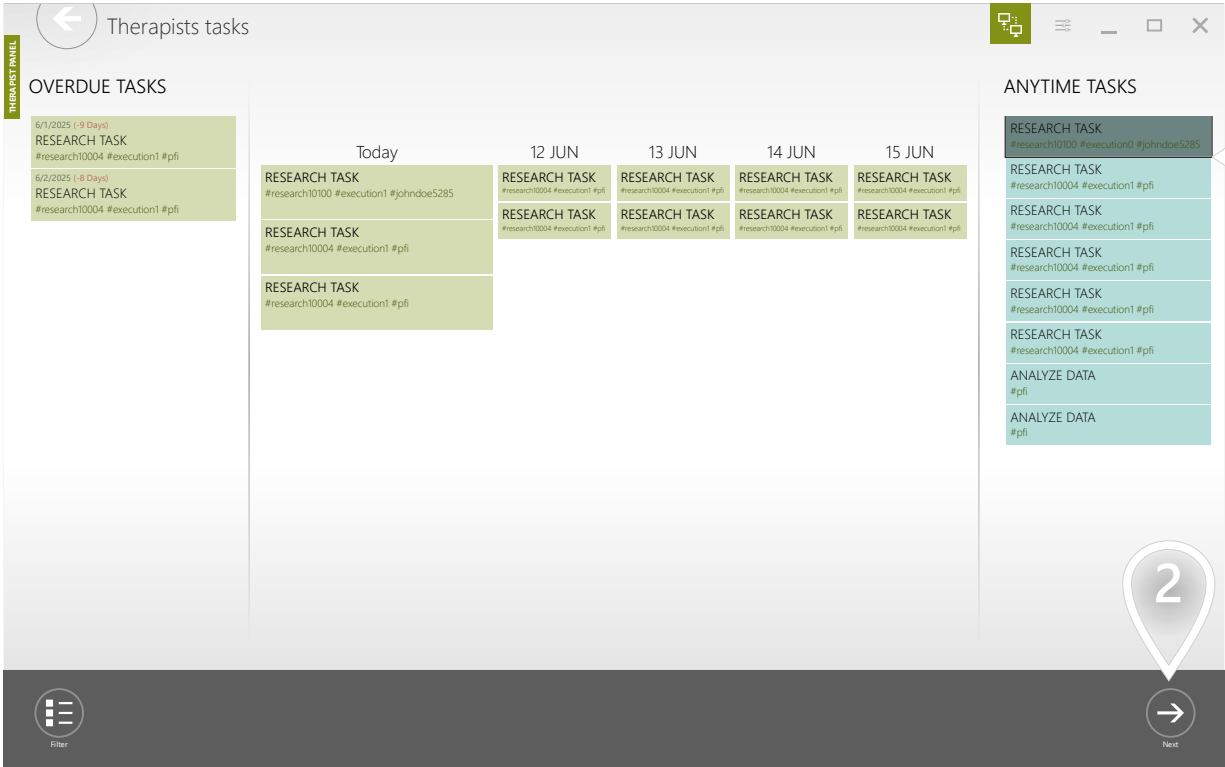 Therapists tasks
THERAPIST PANEL
OVERDUE TASKS
6/1/2025 (-9 Days)
RESEARCH TASK
#research10004 #execution1 #pfi
6/2/2025 (-8 Days)
RESEARCH TASK
#research10004 #execution1 #pfi
Today
RESEARCH TASK
#research10100 #execution1 #johndoe5285
RESEARCH TASK
#research10004 #execution1 #pfi
RESEARCH TASK
#research10004 #execution1 #pfi
12 JUN
RESEARCH TASK
#research10004 #execution1 #pfi
RESEARCH TASK
#research10004 #execution1 #pfi
13 JUN
RESEARCH TASK
#research10004 #execution1 #pfi
RESEARCH TASK
#research10004 #execution1 #pfi
14 JUN
RESEARCH TASK
#research10004 #execution1 #pfi
RESEARCH TASK
#research10004 #execution1 #pfi
15 JUN
RESEARCH TASK
#research10004 #execution1 #pfi
RESEARCH TASK
#research10004 #execution1 #pfi
ANYTIME TASKS
RESEARCH TASK
#research10100 #execution0 #johndoe5285
RESEARCH TASK
#research10004 #execution1 #pfi
RESEARCH TASK
#research10004 #execution1 #pfi
RESEARCH TASK
#research10004 #execution1 #pfi
RESEARCH TASK
#research10004 #execution1 #pfi
RESEARCH TASK
#research10004 #execution1 #pfi
ANALYZE DATA
#pfi
ANALYZE DATA
#pfi
2
Filter
Next